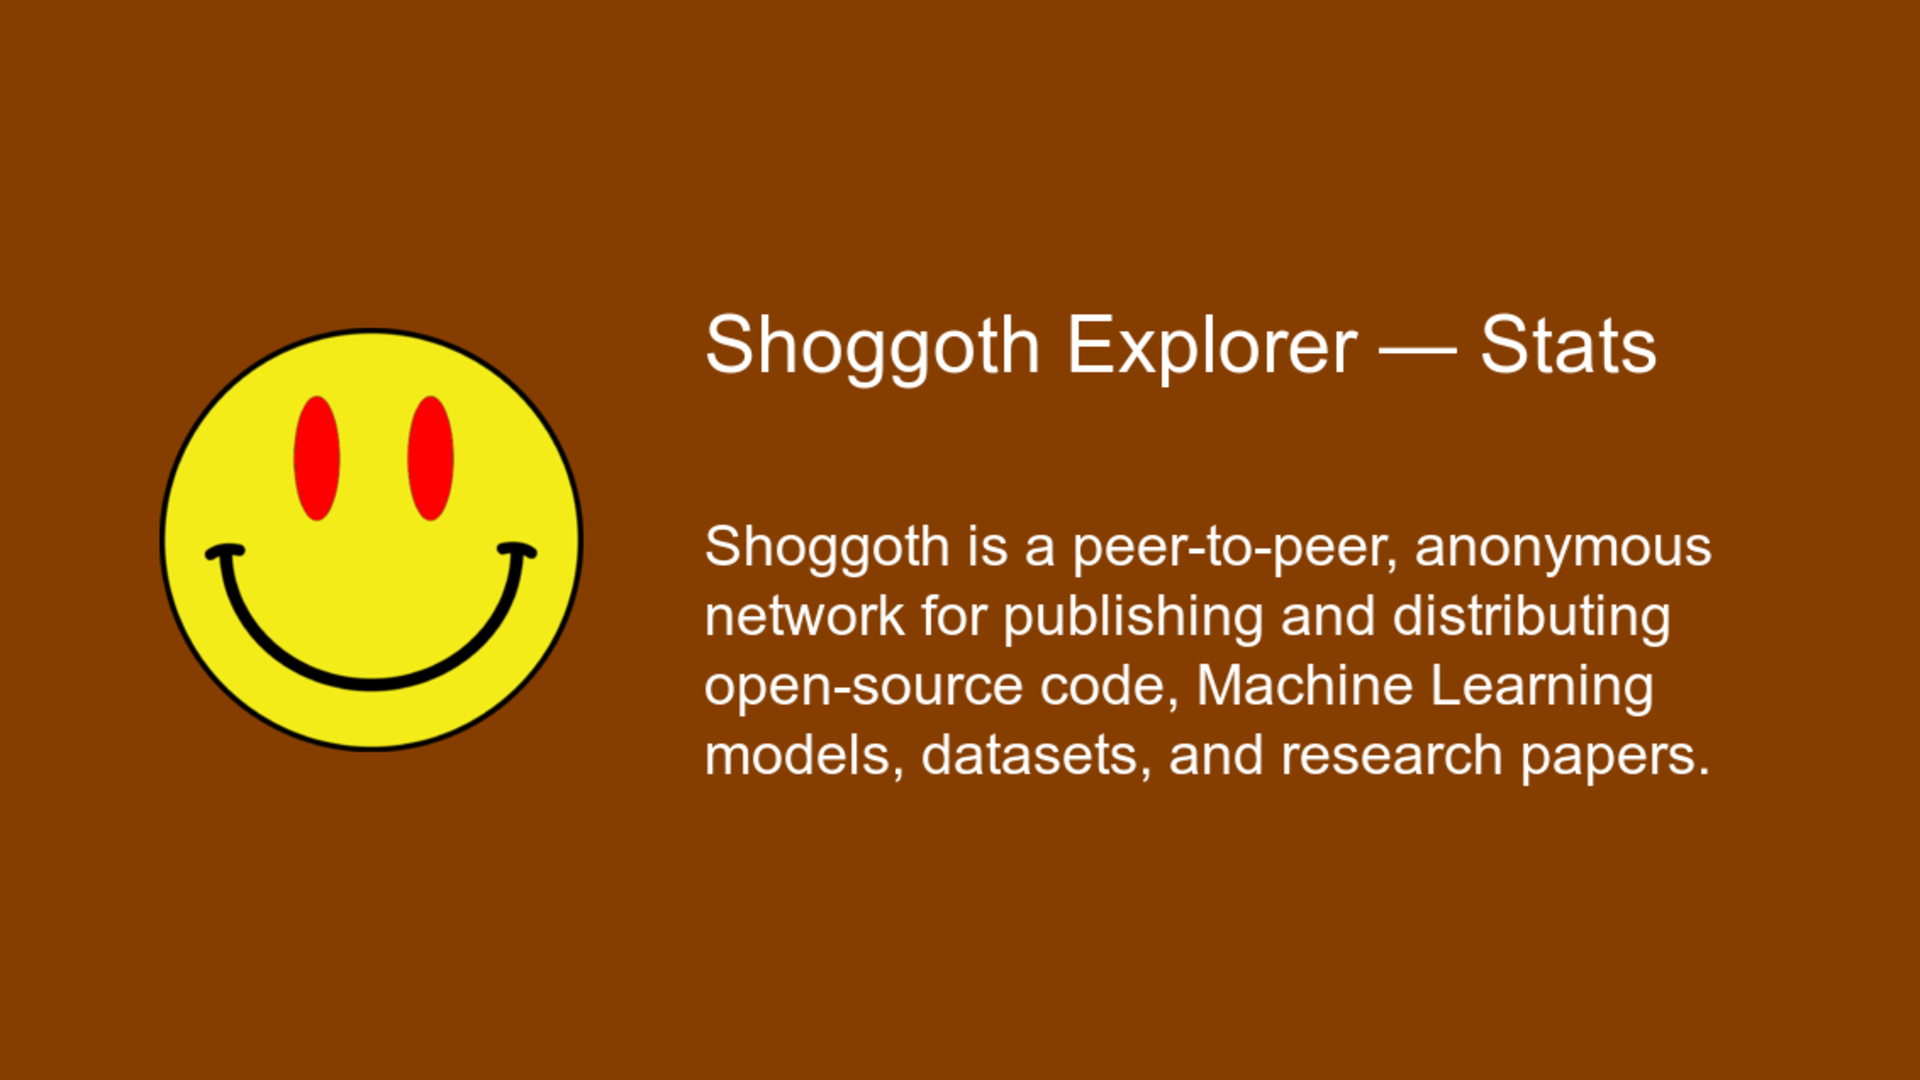 Shoggoth Explorer — Stats
Shoggoth is a peer-to-peer, anonymous
network for publishing and distributing
open-source code, Machine Learning
models, datasets, and research papers.